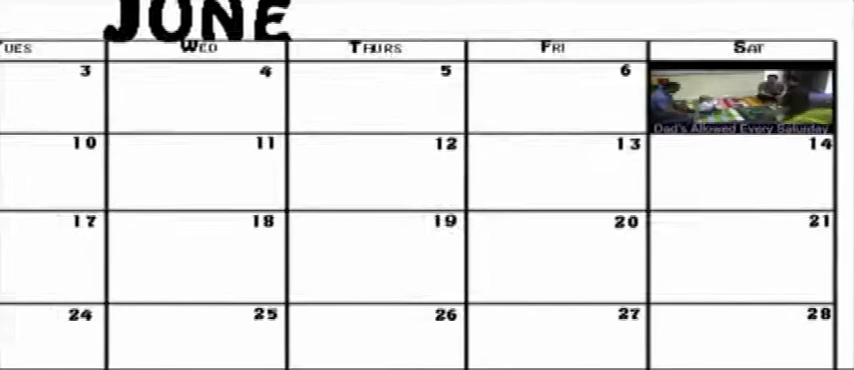 JUNE
TUES WED THURS FRI SAT
3 4 5 6
Dad's Allowed Every Saturday
10 11 12 13 14
17 18 19 20 21
24 25 26 27 28